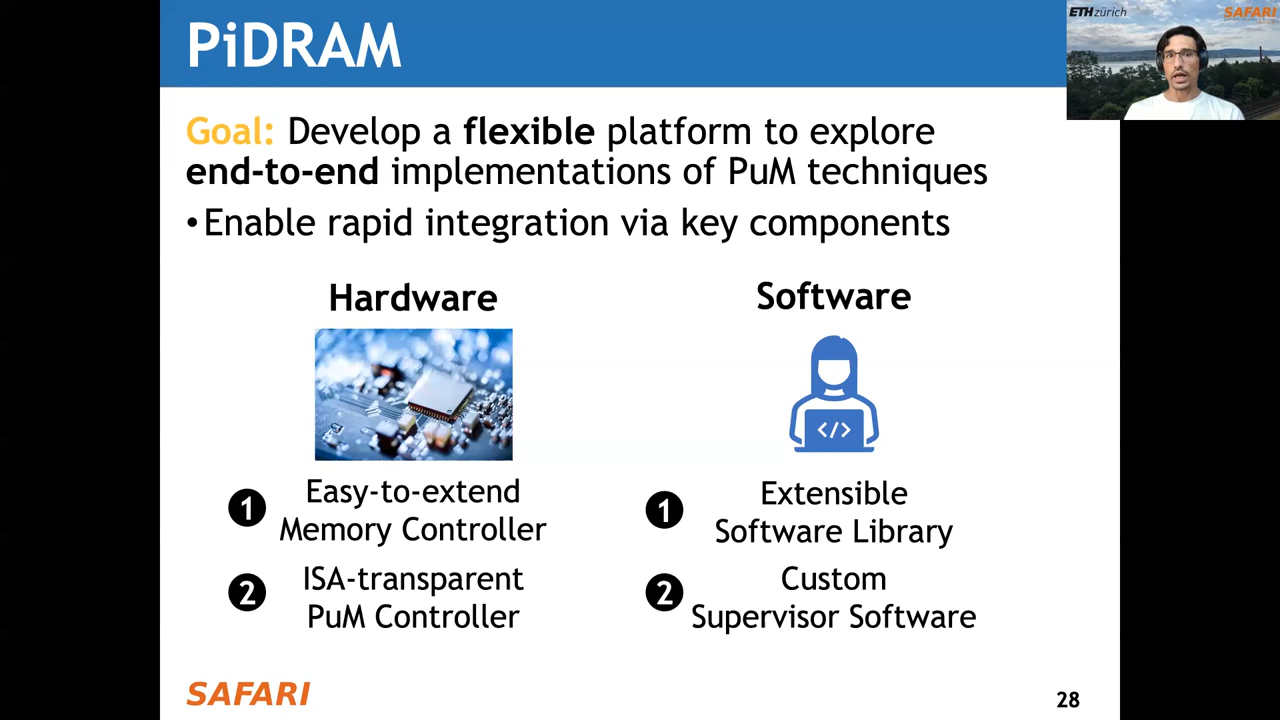 PiDRAM
ETH zürich
SAFARI
Goal: Develop a flexible platform to explore
end-to-end implementations of PuM techniques
•Enable rapid integration via key components
Hardware
Software
</>
1
Easy-to-extend
Memory Controller
2
ISA-transparent
PuM Controller
1
Extensible
Software Library
2
Custom
Supervisor Software
SAFARI
28